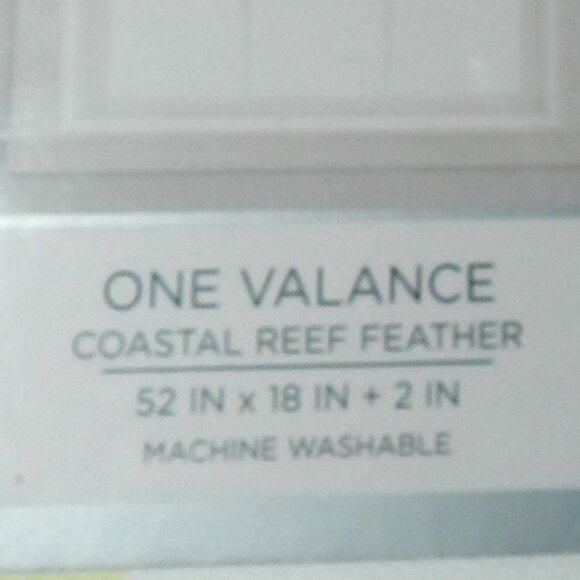 ONE VALANCE
COASTAL REEF FEATHER
52 IN x 18 IN + 2 IN
MACHINE WASHABLE